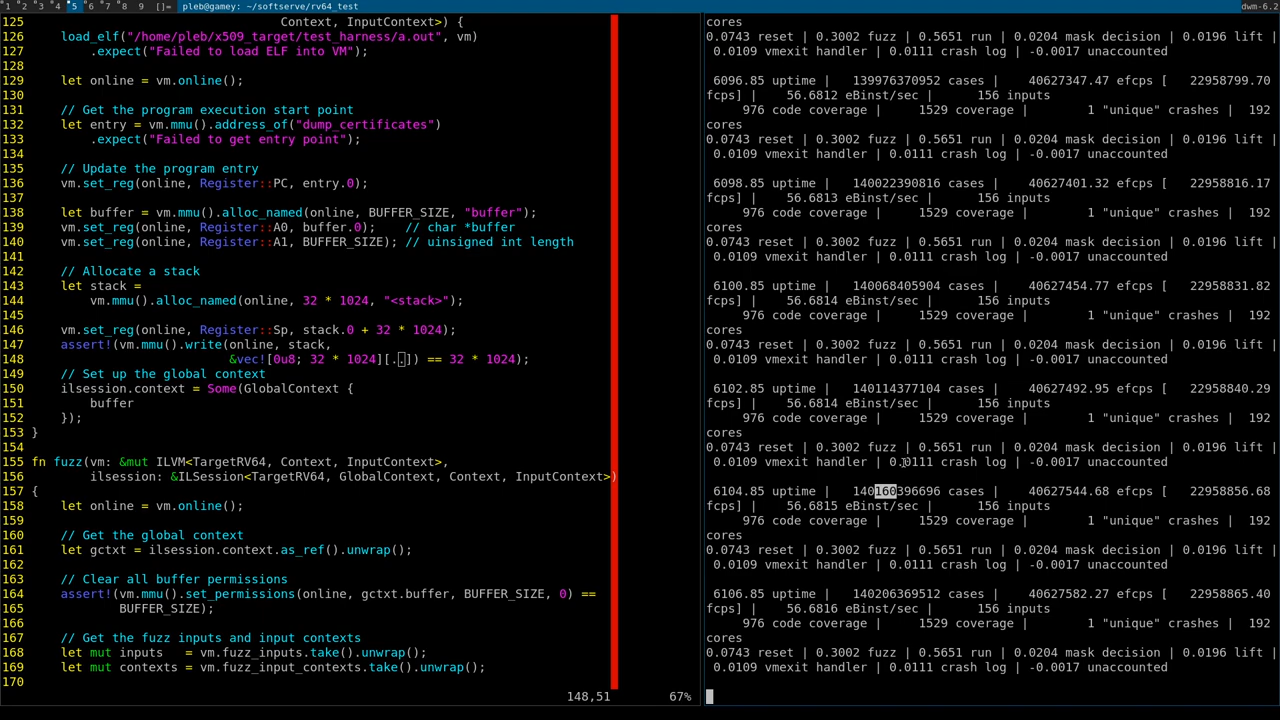 1 2 3 4 5 6 7 8 9 []= pleb@gamey: ~/softserve/rv64_test dwm-6.2
125 Context, InputContext>) {
126 load_elf("/home/pleb/x509_target/test_harness/a.out", vm)
127 .expect("Failed to load ELF into VM");
128
129 let online = vm.online();
130
131 // Get the program execution start point
132 let entry = vm.mmu().address_of("dump_certificates")
133 .expect("Failed to get entry point");
134
135 // Update the program entry
136 vm.set_reg(online, Register::PC, entry.0);
137
138 let buffer = vm.mmu().alloc_named(online, BUFFER_SIZE, "buffer");
139 vm.set_reg(online, Register::A0, buffer.0); // char *buffer
140 vm.set_reg(online, Register::A1, BUFFER_SIZE); // uinsigned int length
141
142 // Allocate a stack
143 let stack =
144 vm.mmu().alloc_named(online, 32 * 1024, "<stack>");
145
146 vm.set_reg(online, Register::Sp, stack.0 + 32 * 1024);
147 assert!(vm.mmu().write(online, stack,
148 &vec![0u8; 32 * 1024][..]) == 32 * 1024);
149 // Set up the global context
150 ilsession.context = Some(GlobalContext {
151 buffer
152 });
153 }
154
155 fn fuzz(vm: &mut ILVM<TargetRV64, Context, InputContext>,
156 ilsession: &ILSession<TargetRV64, GlobalContext, Context, InputContext>)
157 {
158 let online = vm.online();
159
160 // Get the global context
161 let gctxt = ilsession.context.as_ref().unwrap();
162
163 // Clear all buffer permissions
164 assert!(vm.mmu().set_permissions(online, gctxt.buffer, BUFFER_SIZE, 0) ==
165 BUFFER_SIZE);
166
167 // Get the fuzz inputs and input contexts
168 let mut inputs = vm.fuzz_inputs.take().unwrap();
169 let mut contexts = vm.fuzz_input_contexts.take().unwrap();
170
148,51 67%
cores
0.0743 reset | 0.3002 fuzz | 0.5651 run | 0.0204 mask decision | 0.0196 lift |
0.0109 vmexit handler | 0.0111 crash log | -0.0017 unaccounted
6096.85 uptime | 139976370952 cases | 40627347.47 efcps [ 22958799.70
fcps] | 56.6812 eBinst/sec | 156 inputs
976 code coverage | 1529 coverage | 1 "unique" crashes | 192
cores
0.0743 reset | 0.3002 fuzz | 0.5651 run | 0.0204 mask decision | 0.0196 lift |
0.0109 vmexit handler | 0.0111 crash log | -0.0017 unaccounted
6098.85 uptime | 140022390816 cases | 40627401.32 efcps [ 22958816.17
fcps] | 56.6813 eBinst/sec | 156 inputs
976 code coverage | 1529 coverage | 1 "unique" crashes | 192
cores
0.0743 reset | 0.3002 fuzz | 0.5651 run | 0.0204 mask decision | 0.0196 lift |
0.0109 vmexit handler | 0.0111 crash log | -0.0017 unaccounted
6100.85 uptime | 140068405904 cases | 40627454.77 efcps [ 22958831.82
fcps] | 56.6814 eBinst/sec | 156 inputs
976 code coverage | 1529 coverage | 1 "unique" crashes | 192
cores
0.0743 reset | 0.3002 fuzz | 0.5651 run | 0.0204 mask decision | 0.0196 lift |
0.0109 vmexit handler | 0.0111 crash log | -0.0017 unaccounted
6102.85 uptime | 140114377104 cases | 40627492.95 efcps [ 22958840.29
fcps] | 56.6814 eBinst/sec | 156 inputs
976 code coverage | 1529 coverage | 1 "unique" crashes | 192
cores
0.0743 reset | 0.3002 fuzz | 0.5651 run | 0.0204 mask decision | 0.0196 lift |
0.0109 vmexit handler | 0.0111 crash log | -0.0017 unaccounted
6104.85 uptime | 140160396696 cases | 40627544.68 efcps [ 22958856.68
fcps] | 56.6815 eBinst/sec | 156 inputs
976 code coverage | 1529 coverage | 1 "unique" crashes | 192
cores
0.0743 reset | 0.3002 fuzz | 0.5651 run | 0.0204 mask decision | 0.0196 lift |
0.0109 vmexit handler | 0.0111 crash log | -0.0017 unaccounted
6106.85 uptime | 140206369512 cases | 40627582.27 efcps [ 22958865.40
fcps] | 56.6816 eBinst/sec | 156 inputs
976 code coverage | 1529 coverage | 1 "unique" crashes | 192
cores
0.0743 reset | 0.3002 fuzz | 0.5651 run | 0.0204 mask decision | 0.0196 lift |
0.0109 vmexit handler | 0.0111 crash log | -0.0017 unaccounted